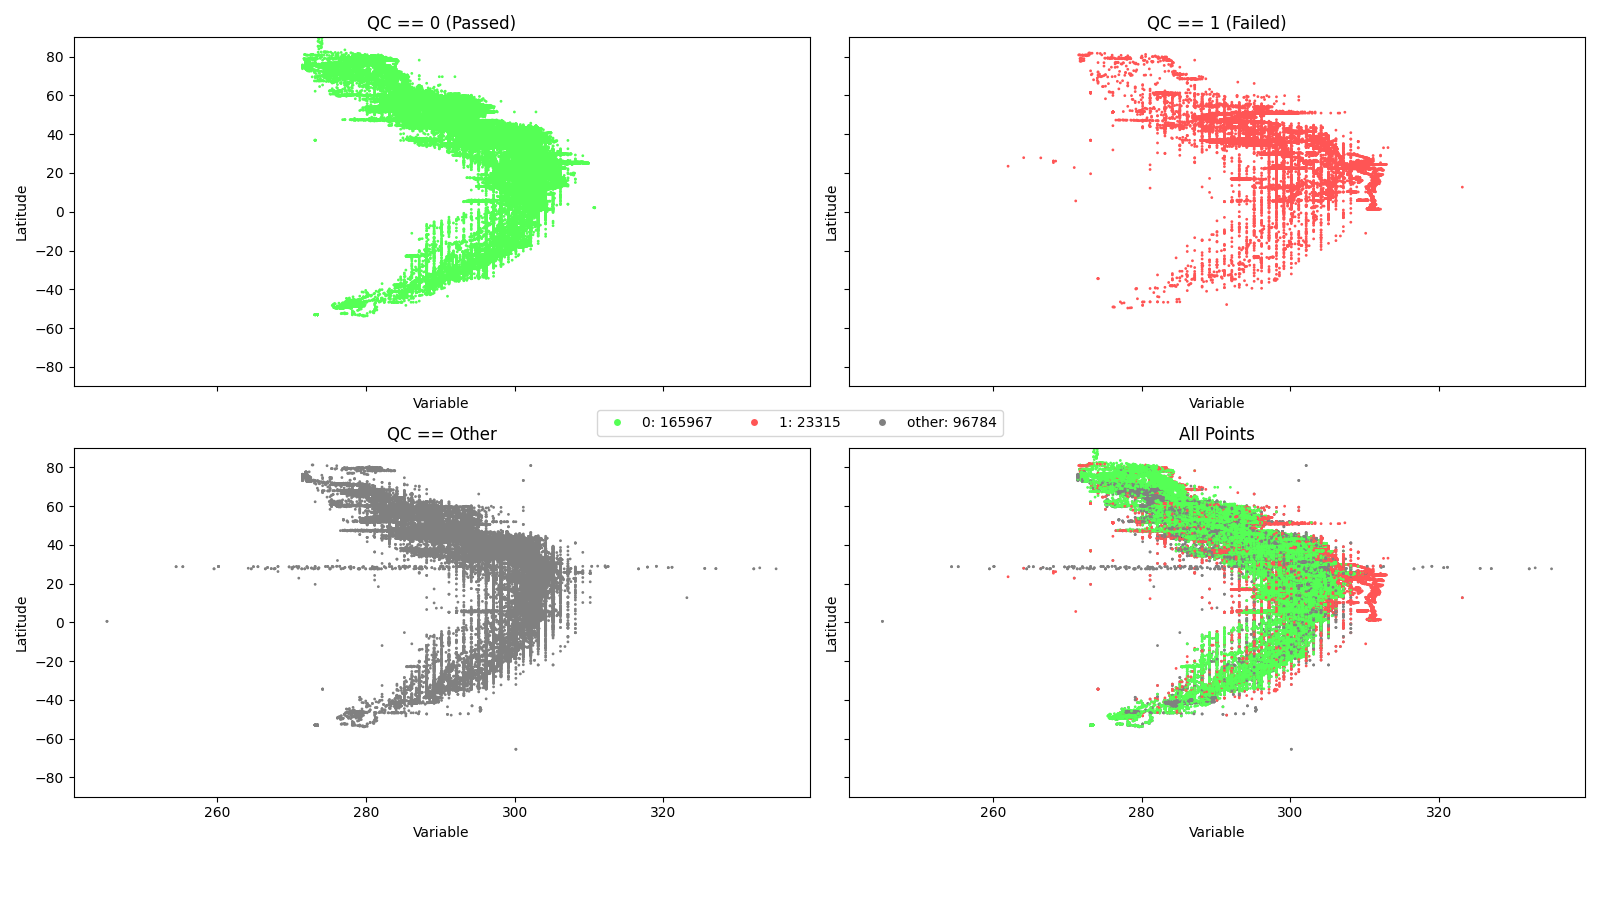 QC == 0 (Passed)
QC == 1 (Failed)
80
60
40
20
0
−20
−40
−60
−80
Latitude
Latitude
Variable
Variable
0: 165967 1: 23315 other: 96784
QC == Other
All Points
80
60
40
20
0
−20
−40
−60
−80
Latitude
Latitude
260 280 300 320
260 280 300 320
Variable
Variable